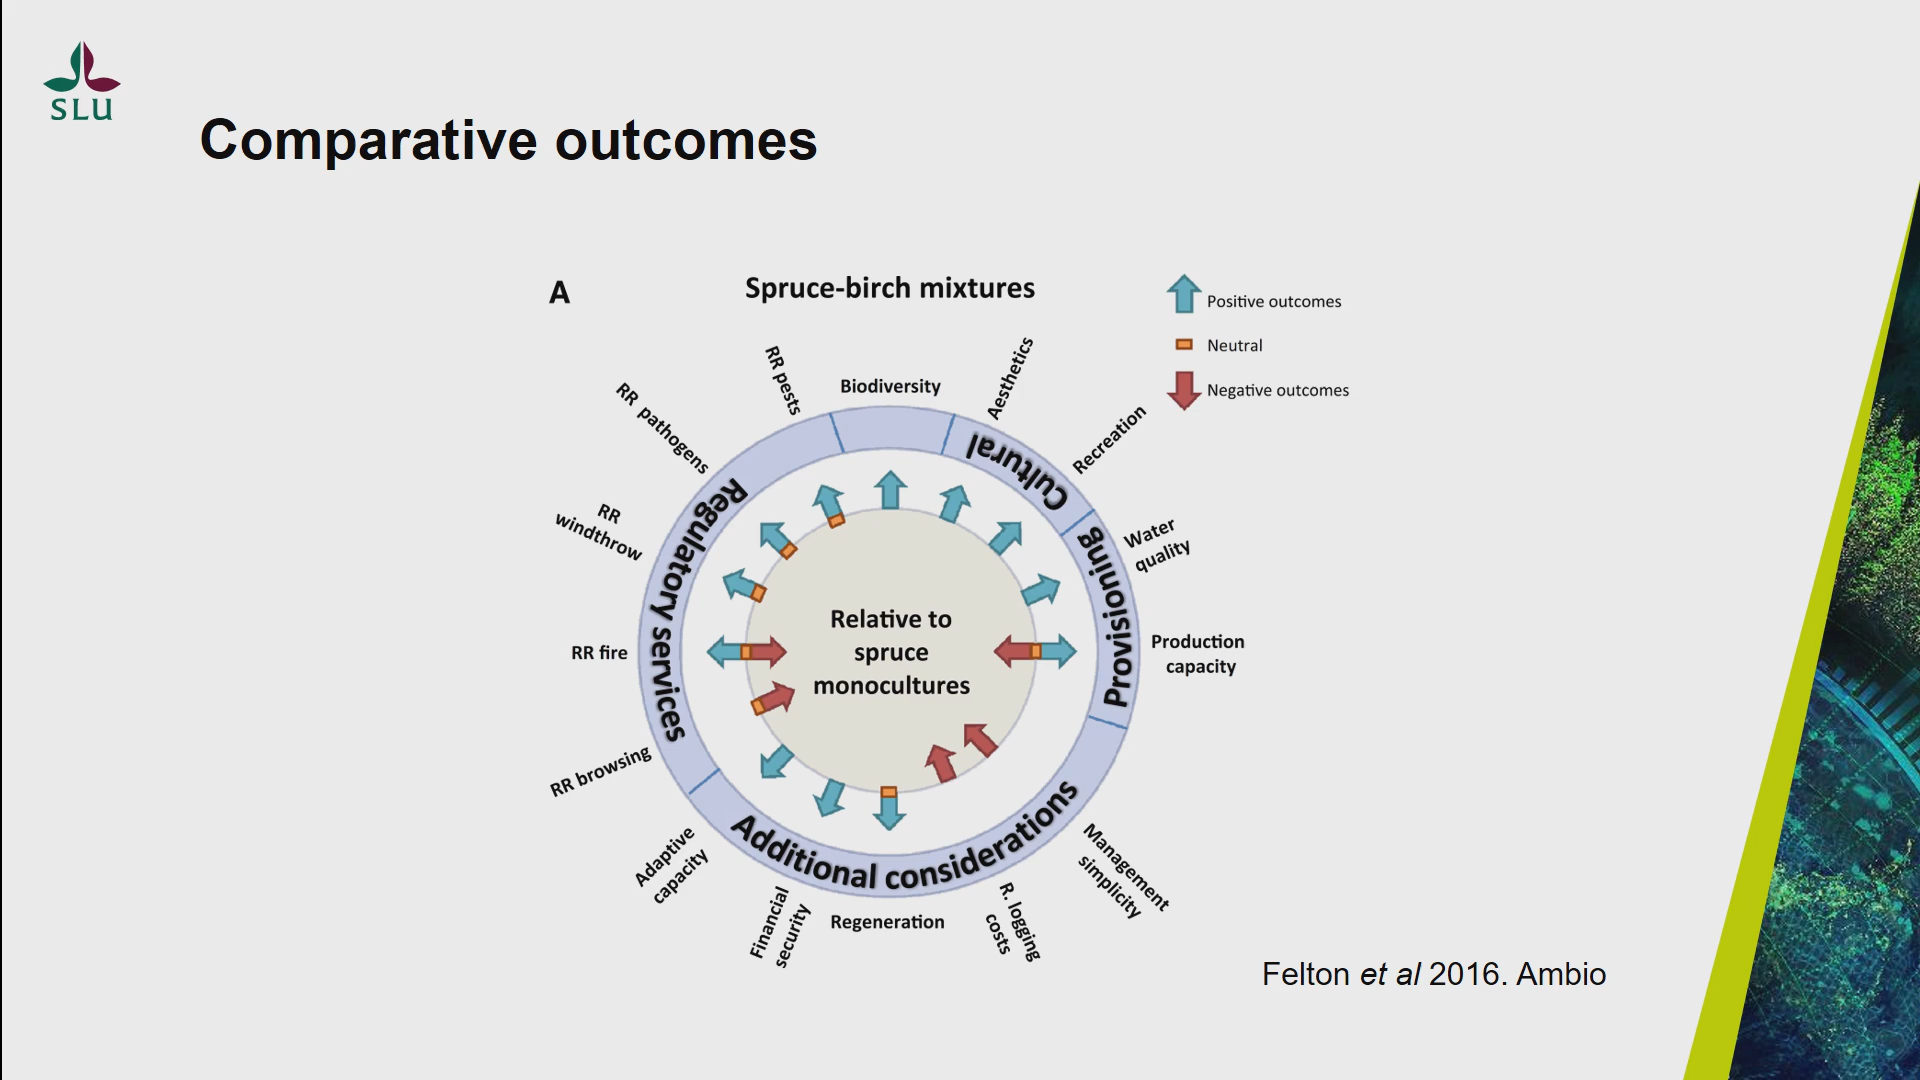 SLU
Comparative outcomes
A
Spruce-birch mixtures
Positive outcomes
Neutral
Negative outcomes
Biodiversity
Aesthetics
Recreation
Water
quality
Production
capacity
Management
simplicity
R. logging
costs
Regeneration
Financial
security
Adaptive
capacity
RR browsing
RR fire
RR
windthrow
RR pathogens
RR pests
Cultural
Provisioning
Additional considerations
Regulatory services
Relative to
spruce
monocultures
Felton et al 2016. Ambio